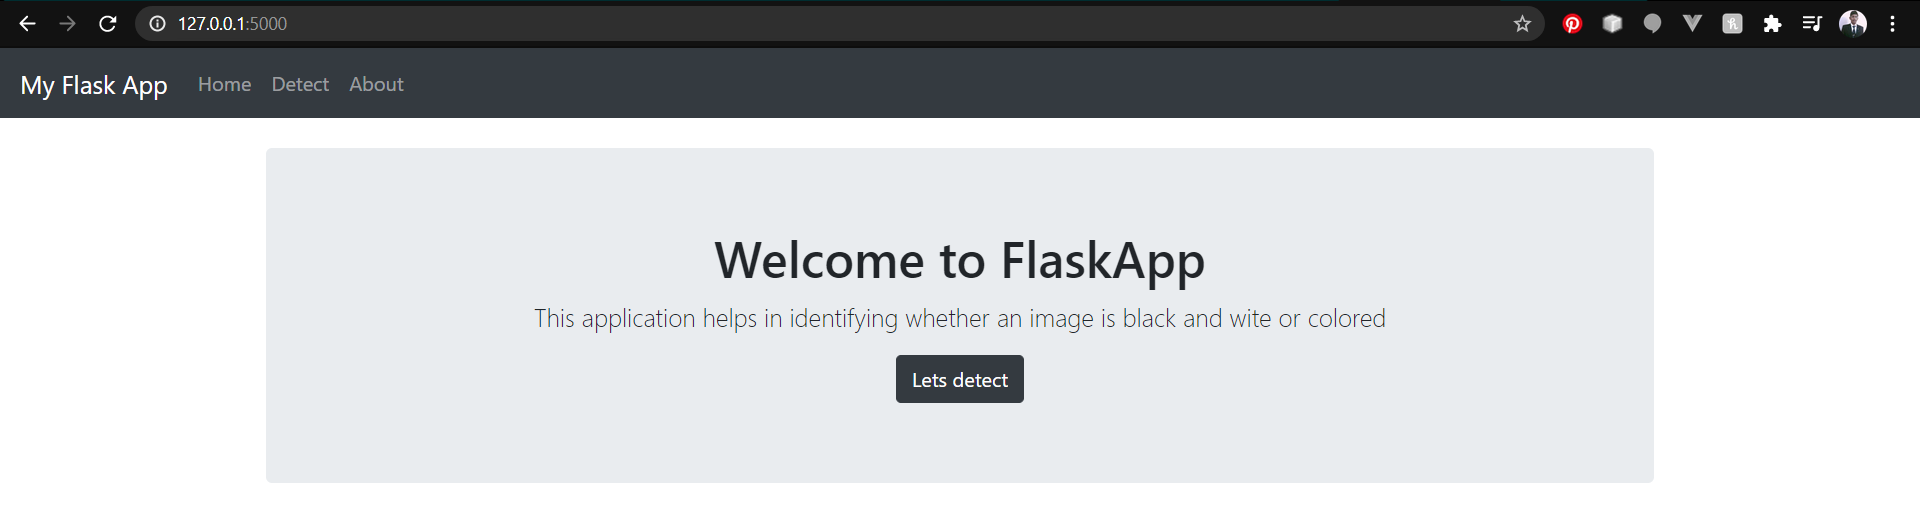 127.0.0.1:5000
My Flask App Home Detect About
Welcome to FlaskApp
This application helps in identifying whether an image is black and wite or colored
Lets detect